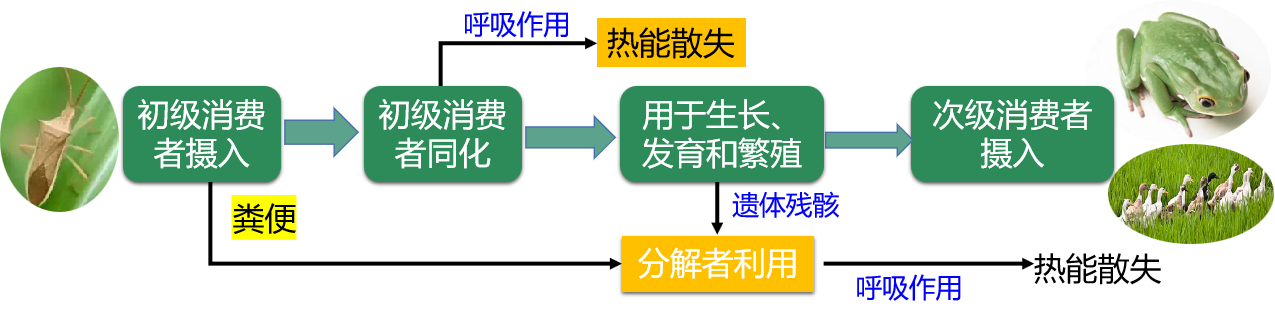 呼吸作用
热能散失
初级消费
者摄入
初级消费
者同化
用于生长、
发育和繁殖
次级消费者
摄入
粪便
遗体残骸
分解者利用
呼吸作用
热能散失